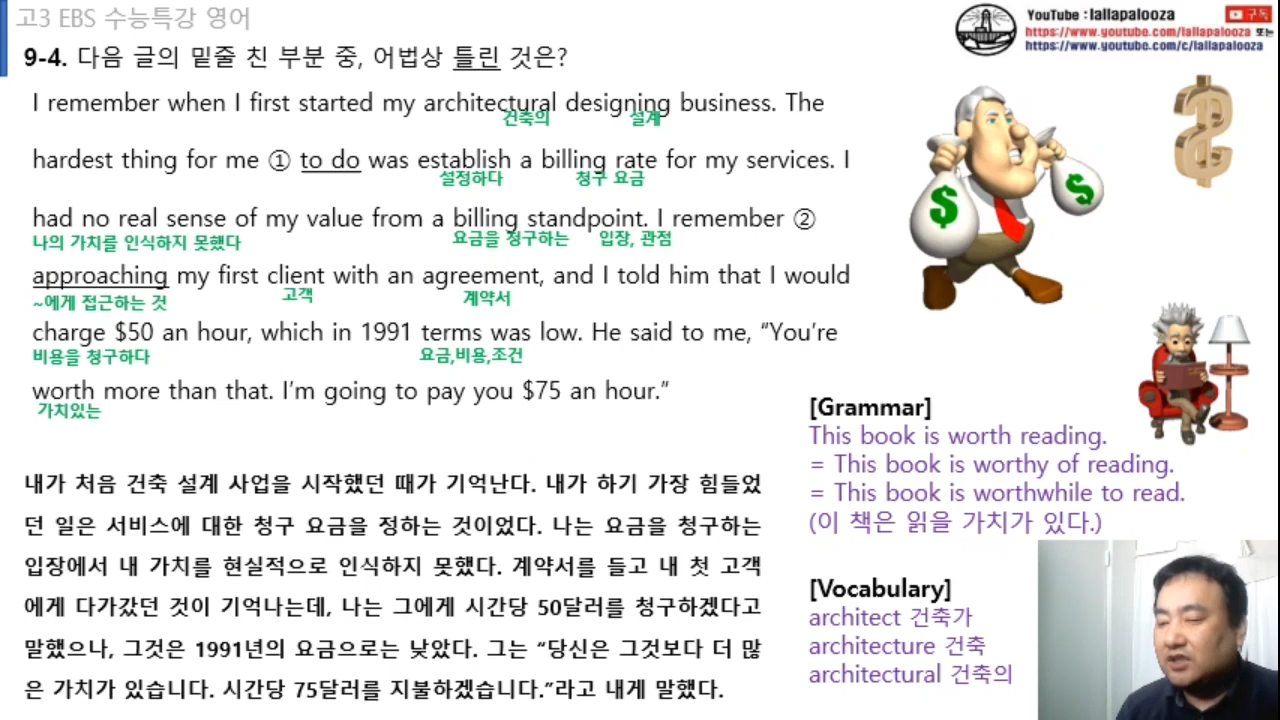 고3 EBS 수능특강 영어
YouTube : lallapalooza
구독
https://www.youtube.com/lallapalooza 또는
https://www.youtube.com/c/lallapalooza
9-4. 다음 글의 밑줄 친 부분 중, 어법상 틀린 것은?
I remember when I first started my architectural designing business. The
건축의 설계
hardest thing for me ① to do was establish a billing rate for my services. I
설정하다 청구 요금
had no real sense of my value from a billing standpoint. I remember ②
나의 가치를 인식하지 못했다 요금을 청구하는 입장, 관점
approaching my first client with an agreement, and I told him that I would
~에게 접근하는 것 고객 계약서
charge $50 an hour, which in 1991 terms was low. He said to me, “You’re
비용을 청구하다 요금,비용,조건
worth more than that. I’m going to pay you $75 an hour.”
가치있는
내가 처음 건축 설계 사업을 시작했던 때가 기억난다. 내가 하기 가장 힘들었
던 일은 서비스에 대한 청구 요금을 정하는 것이었다. 나는 요금을 청구하는
입장에서 내 가치를 현실적으로 인식하지 못했다. 계약서를 들고 내 첫 고객
에게 다가갔던 것이 기억나는데, 나는 그에게 시간당 50달러를 청구하겠다고
말했으나, 그것은 1991년의 요금으로는 낮았다. 그는 “당신은 그것보다 더 많
은 가치가 있습니다. 시간당 75달러를 지불하겠습니다.”라고 내게 말했다.
[Grammar]
This book is worth reading.
= This book is worthy of reading.
= This book is worthwhile to read.
(이 책은 읽을 가치가 있다.)
[Vocabulary]
architect 건축가
architecture 건축
architectural 건축의